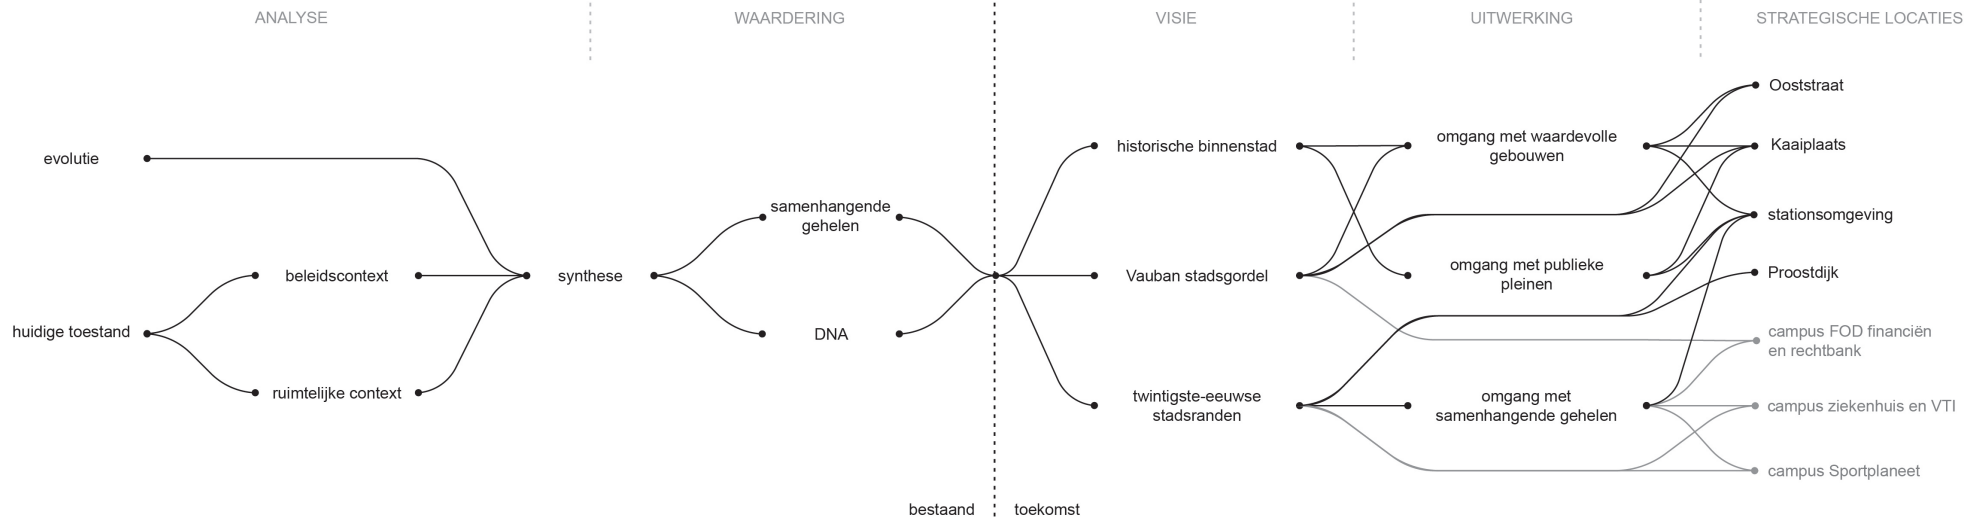 ANALYSE
WAARDERING
VISIE
UITWERKING
STRATEGISCHE LOCATIES
evolutie
huidige toestand
beleidscontext
ruimtelijke context
synthese
samenhangende
gehelen
DNA
historische binnenstad
Vauban stadsgordel
twintigste-eeuwse
stadsranden
omgang met waardevolle
gebouwen
omgang met publieke
pleinen
omgang met
samenhangende gehelen
Ooststraat
Kaaiplaats
stationsomgeving
Proostdijk
campus FOD financiën
en rechtbank
campus ziekenhuis en VTI
campus Sportplaneet
bestaand
toekomst